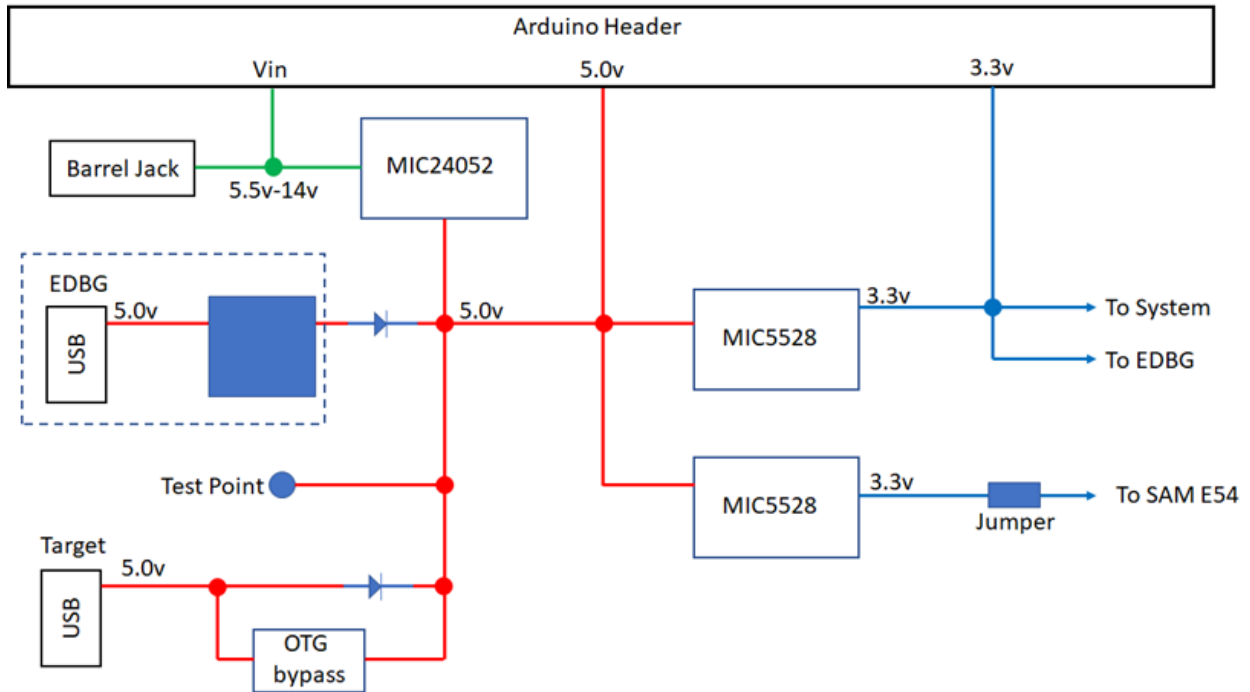 Arduino Header
Vin
5.0v
3.3v
Barrel Jack
5.5v-14v
MIC24052
EDBG
USB
5.0v
5.0v
MIC5528
3.3v
To System
To EDBG
Test Point
MIC5528
3.3v
Jumper
To SAM E54
Target
USB
5.0v
OTG
bypass